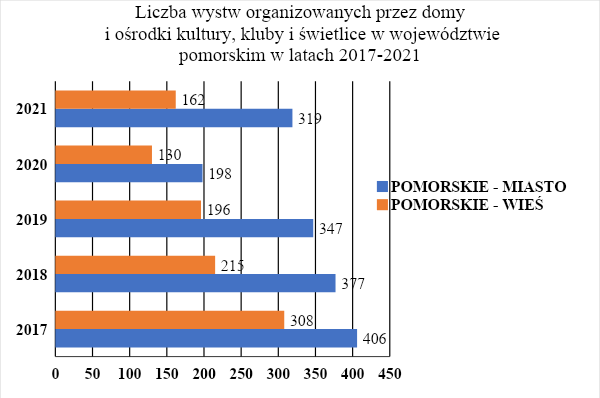 Liczba wystw organizowanych przez domy
i ośrodki kultury, kluby i świetlice w województwie
pomorskim w latach 2017-2021
2021
162
319
2020
130
198
2019
196
347
2018
215
377
2017
308
406
0 50 100 150 200 250 300 350 400 450
POMORSKIE - MIASTO
POMORSKIE - WIEŚ